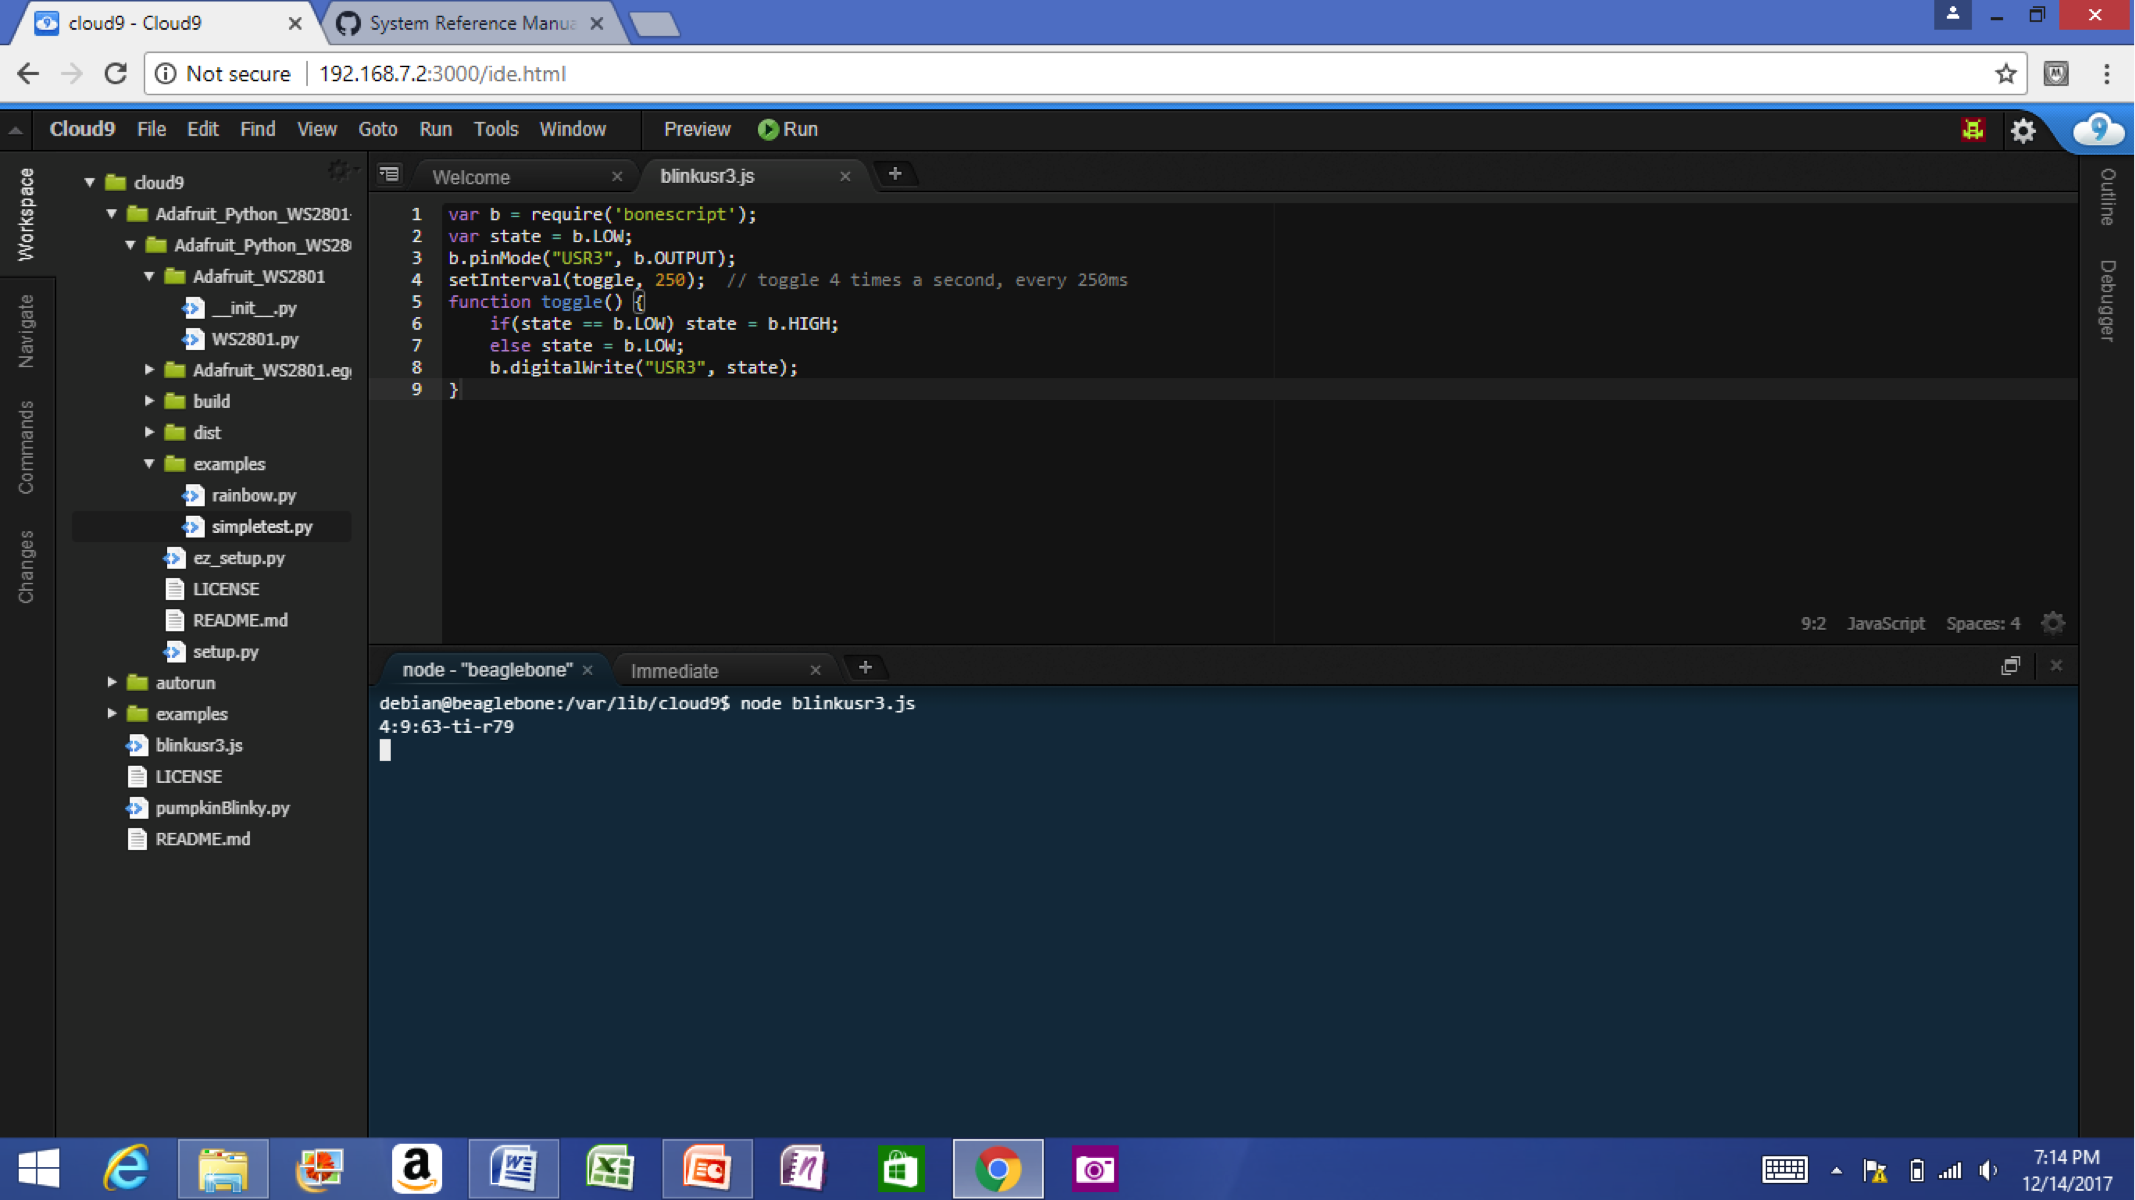 cloud9 - Cloud9
System Reference Manua
Not secure
192.168.7.2:3000/ide.html
Cloud9 File Edit Find View Goto Run Tools Window Preview Run
9
Workspace
Navigate
Commands
Changes
cloud9
Adafruit_Python_WS2801-
Adafruit_Python_WS28
Adafruit_WS2801
__init__.py
WS2801.py
Adafruit_WS2801.eg
build
dist
examples
rainbow.py
simpletest.py
ez_setup.py
LICENSE
README.md
setup.py
autorun
examples
blinkusr3.js
LICENSE
pumpkinBlinky.py
README.md
Welcome
blinkusr3.js
1 var b = require('bonescript');
2 var state = b.LOW;
3 b.pinMode("USR3", b.OUTPUT);
4 setInterval(toggle, 250);  // toggle 4 times a second, every 250ms
5 function toggle() {
6     if(state == b.LOW) state = b.HIGH;
7     else state = b.LOW;
8     b.digitalWrite("USR3", state);
9 }
9:2 JavaScript Spaces: 4
Outline
Debugger
node - "beaglebone"
Immediate
debian@beaglebone:/var/lib/cloud9$ node blinkusr3.js
4:9:63-ti-r79
7:14 PM
12/14/2017